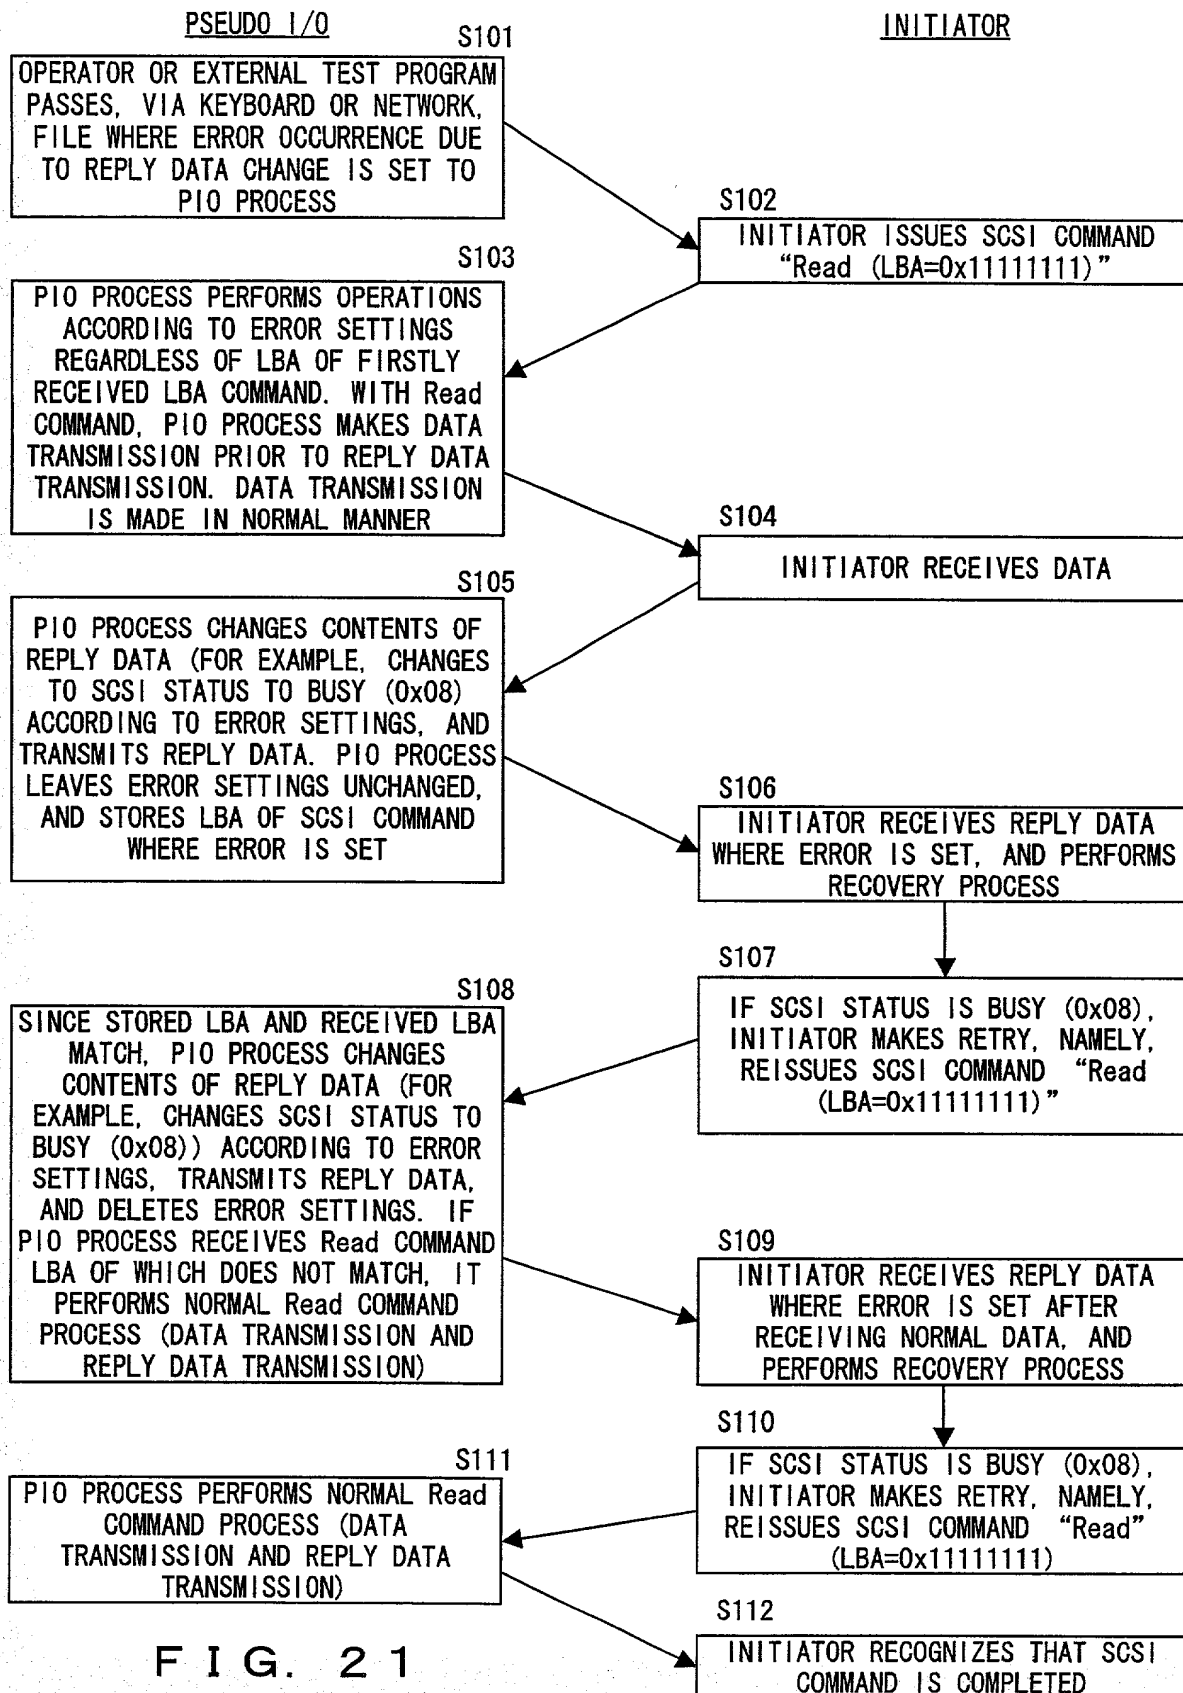 PSEUDO I/O
INITIATOR
S101
OPERATOR OR EXTERNAL TEST PROGRAM
PASSES, VIA KEYBOARD OR NETWORK,
FILE WHERE ERROR OCCURRENCE DUE
TO REPLY DATA CHANGE IS SET TO
PIO PROCESS
S102
INITIATOR ISSUES SCSI COMMAND
“Read (LBA=0x11111111)”
S103
PIO PROCESS PERFORMS OPERATIONS
ACCORDING TO ERROR SETTINGS
REGARDLESS OF LBA OF FIRSTLY
RECEIVED LBA COMMAND. WITH Read
COMMAND, PIO PROCESS MAKES DATA
TRANSMISSION PRIOR TO REPLY DATA
TRANSMISSION. DATA TRANSMISSION
IS MADE IN NORMAL MANNER
S104
INITIATOR RECEIVES DATA
S105
PIO PROCESS CHANGES CONTENTS OF
REPLY DATA (FOR EXAMPLE, CHANGES
TO SCSI STATUS TO BUSY (0x08)
ACCORDING TO ERROR SETTINGS, AND
TRANSMITS REPLY DATA. PIO PROCESS
LEAVES ERROR SETTINGS UNCHANGED,
AND STORES LBA OF SCSI COMMAND
WHERE ERROR IS SET
S106
INITIATOR RECEIVES REPLY DATA
WHERE ERROR IS SET, AND PERFORMS
RECOVERY PROCESS
S107
IF SCSI STATUS IS BUSY (0x08),
INITIATOR MAKES RETRY, NAMELY,
REISSUES SCSI COMMAND “Read
(LBA=0x11111111)”
S108
SINCE STORED LBA AND RECEIVED LBA
MATCH, PIO PROCESS CHANGES
CONTENTS OF REPLY DATA (FOR
EXAMPLE, CHANGES SCSI STATUS TO
BUSY (0x08)) ACCORDING TO ERROR
SETTINGS, TRANSMITS REPLY DATA,
AND DELETES ERROR SETTINGS. IF
PIO PROCESS RECEIVES Read COMMAND
LBA OF WHICH DOES NOT MATCH, IT
PERFORMS NORMAL Read COMMAND
PROCESS (DATA TRANSMISSION AND
REPLY DATA TRANSMISSION)
S109
INITIATOR RECEIVES REPLY DATA
WHERE ERROR IS SET AFTER
RECEIVING NORMAL DATA, AND
PERFORMS RECOVERY PROCESS
S110
IF SCSI STATUS IS BUSY (0x08),
INITIATOR MAKES RETRY, NAMELY,
REISSUES SCSI COMMAND “Read”
(LBA=0x11111111)
S111
PIO PROCESS PERFORMS NORMAL Read
COMMAND PROCESS (DATA
TRANSMISSION AND REPLY DATA
TRANSMISSION)
S112
INITIATOR RECOGNIZES THAT SCSI
COMMAND IS COMPLETED
FIG. 21